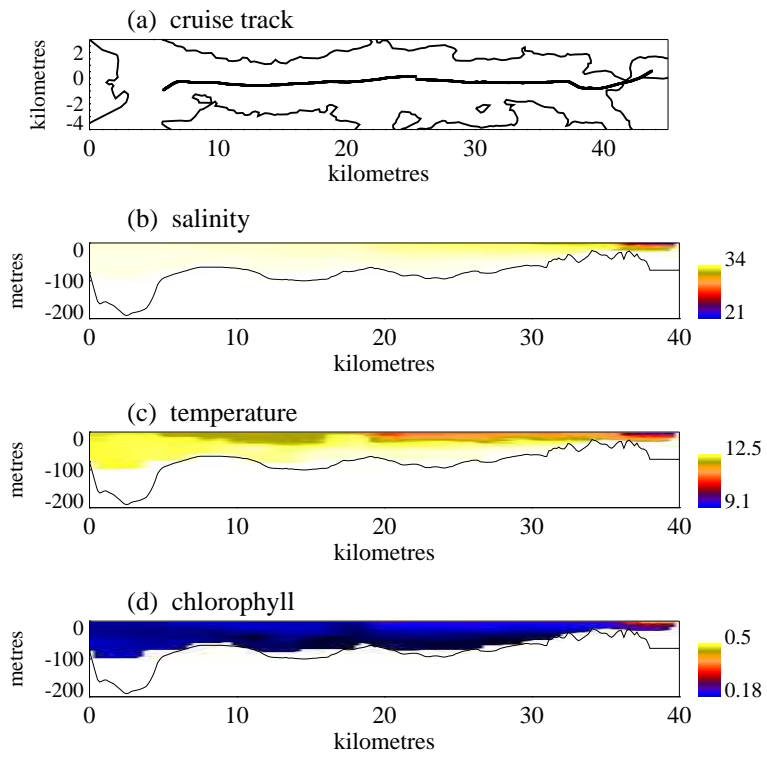 (a) cruise track
kilometres
2
0
-2
-4
0 10 20 30 40
kilometres
(b) salinity
metres
0
-100
-200
34
21
0 10 20 30 40
kilometres
(c) temperature
metres
0
-100
-200
12.5
9.1
0 10 20 30 40
kilometres
(d) chlorophyll
metres
0
-100
-200
0.5
0.18
0 10 20 30 40
kilometres